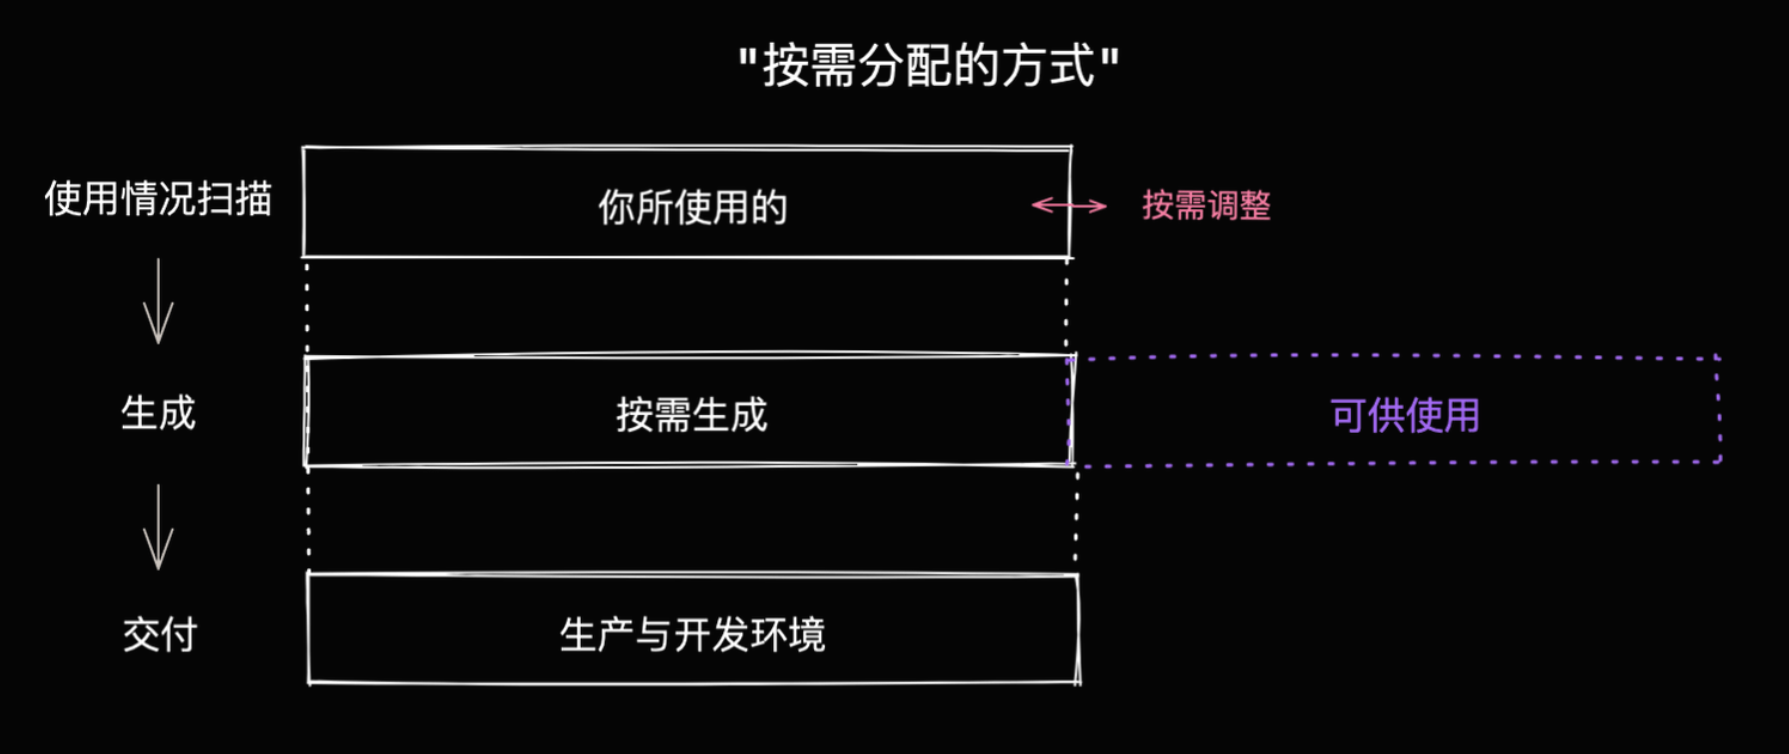 "按需分配的方式"
使用情况扫描
你所使用的
按需调整
生成
按需生成
可供使用
交付
生产与开发环境